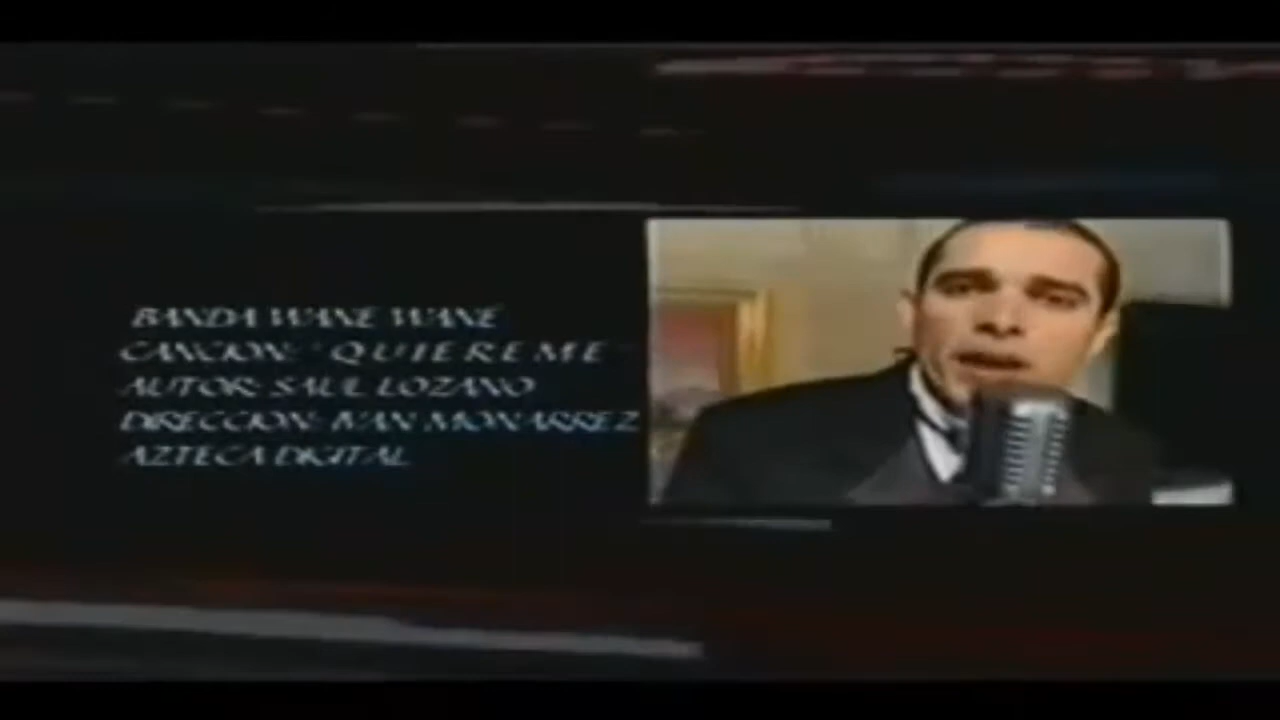 BANDA WANE WANE
CANCION: "QUIEREME"
AUTOR: SAUL LOZANO
DIRECCION: IVAN MONARREZ
AZTECA DIGITAL